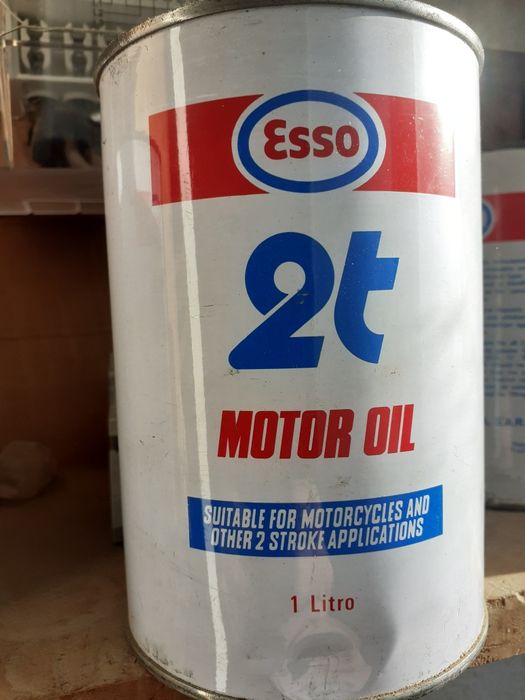 Esso
2t
MOTOR OIL
SUITABLE FOR MOTORCYCLES AND
OTHER 2 STROKE APPLICATIONS
1 Litro